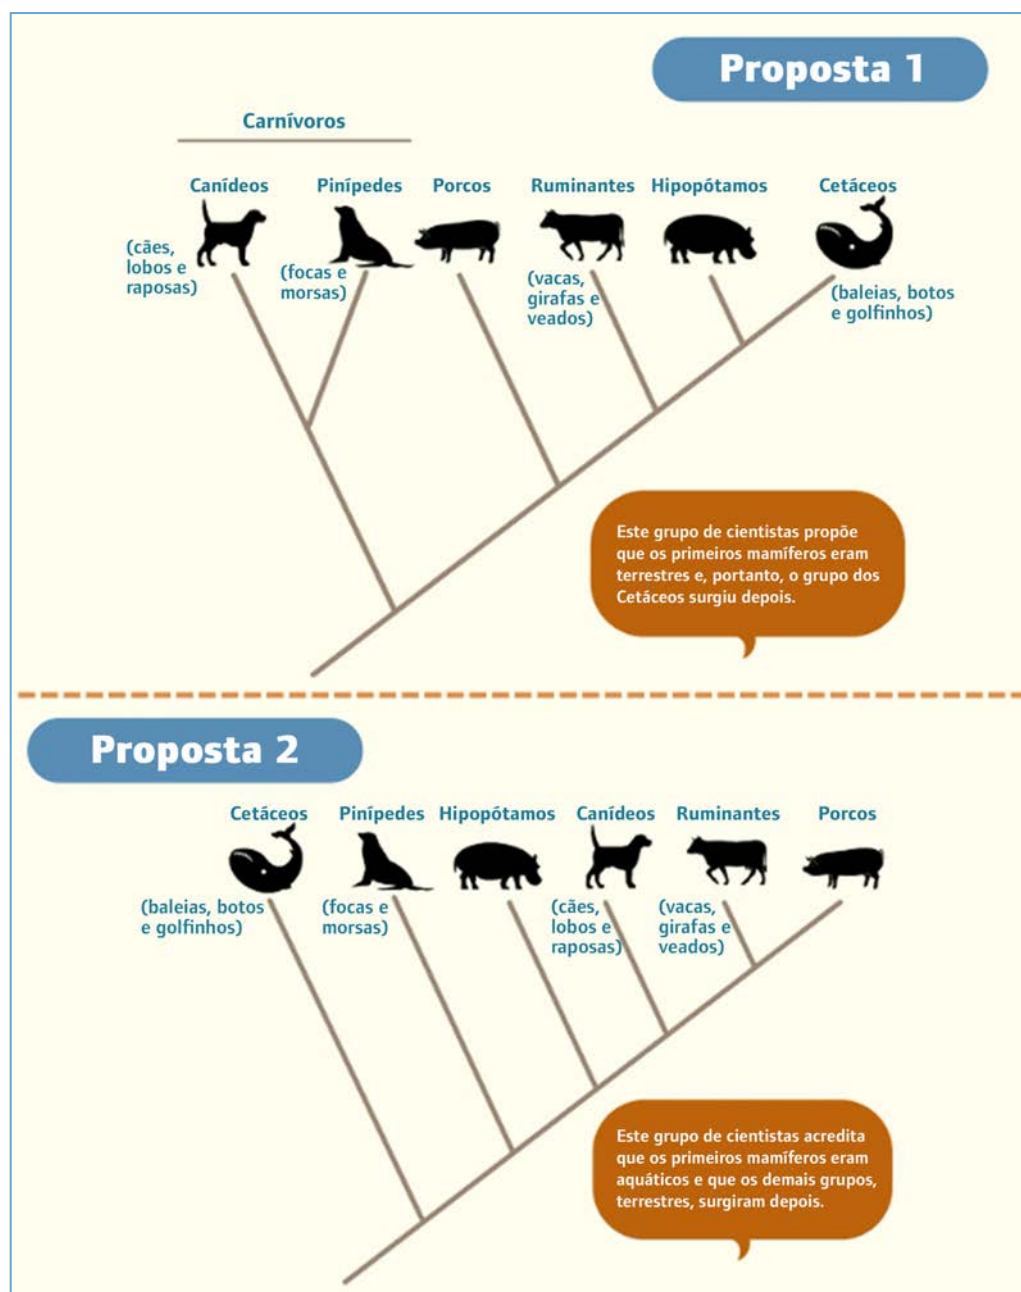 Proposta 1
Carnívoros
Canídeos
Pinípedes
Porcos
Ruminantes
Hipopótamos
Cetáceos
(cães,
lobos e
raposas)
(focas e
morsas)
(vacas,
girafas e
veados)
(baleias, botos
e golfinhos)
Este grupo de cientistas propõe
que os primeiros mamíferos eram
terrestres e, portanto, o grupo dos
Cetáceos surgiu depois.
Proposta 2
Cetáceos
Pinípedes
Hipopótamos
Canídeos
Ruminantes
Porcos
(baleias, botos
e golfinhos)
(focas e
morsas)
(cães,
lobos e
raposas)
(vacas,
girafas e
veados)
Este grupo de cientistas acredita
que os primeiros mamíferos eram
aquáticos e que os demais grupos,
terrestres, surgiram depois.